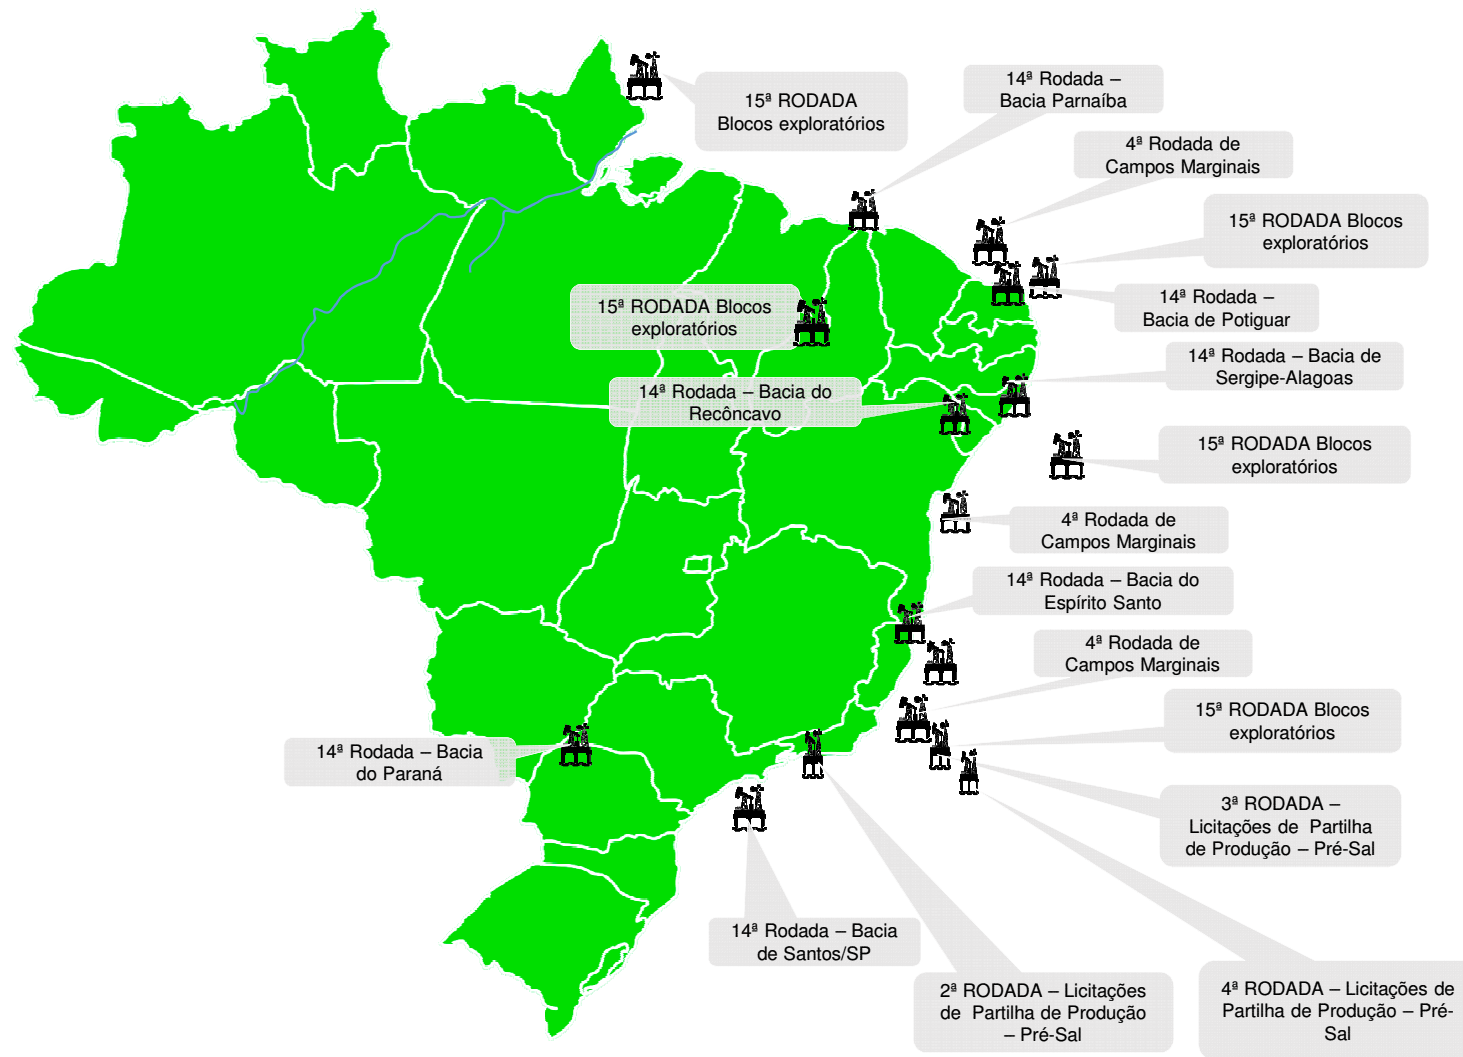 14ª Rodada –
Bacia Parnaíba
15ª RODADA
Blocos exploratórios
4ª Rodada de
Campos Marginais
15ª RODADA Blocos
exploratórios
15ª RODADA Blocos
exploratórios
14ª Rodada –
Bacia de Potiguar
14ª Rodada – Bacia de
Sergipe-Alagoas
14ª Rodada – Bacia do
Recôncavo
15ª RODADA Blocos
exploratórios
4ª Rodada de
Campos Marginais
14ª Rodada – Bacia do
Espírito Santo
4ª Rodada de
Campos Marginais
15ª RODADA Blocos
exploratórios
14ª Rodada – Bacia
do Paraná
3ª RODADA –
Licitações de  Partilha
de Produção – Pré-Sal
14ª Rodada – Bacia
de Santos/SP
2ª RODADA – Licitações
de  Partilha de Produção
– Pré-Sal
4ª RODADA – Licitações de
Partilha de Produção – Pré-
Sal